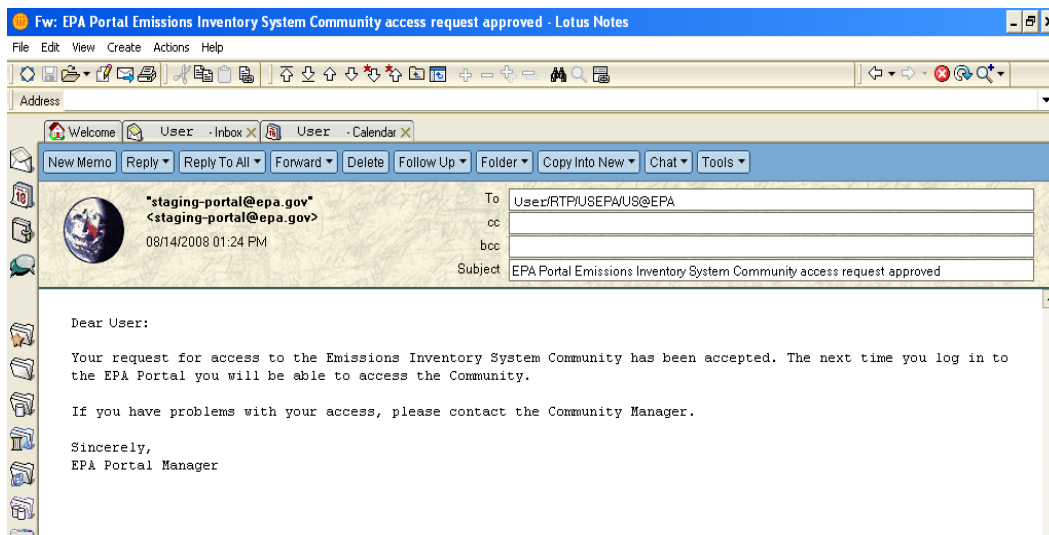 Fw: EPA Portal Emissions Inventory System Community access request approved - Lotus Notes
File Edit View Create Actions Help
Address
Welcome User - Inbox User - Calendar
New Memo Reply Reply To All Forward Delete Follow Up Folder Copy Into New Chat Tools
"staging-portal@epa.gov"
<staging-portal@epa.gov>
08/14/2008 01:24 PM
To User/RTP/USEPA/US@EPA
cc
bcc
Subject EPA Portal Emissions Inventory System Community access request approved
Dear User:
Your request for access to the Emissions Inventory System Community has been accepted. The next time you log in to
the EPA Portal you will be able to access the Community.
If you have problems with your access, please contact the Community Manager.
Sincerely,
EPA Portal Manager